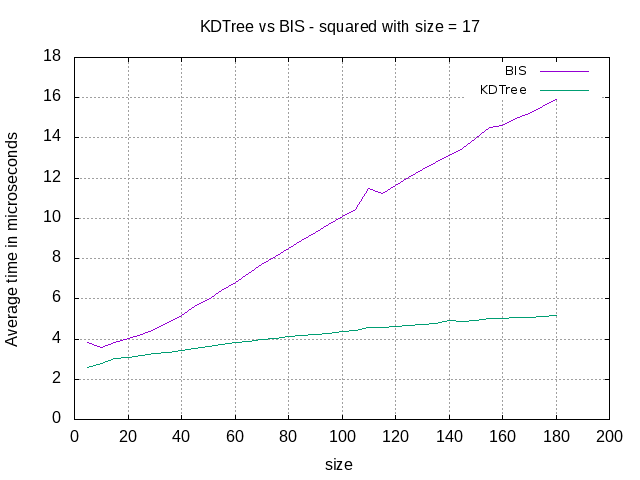 KDTree vs BIS - squared with size = 17
18
16
14
12
10
8
6
4
2
0
Average time in microseconds
BIS
KDTree
0 20 40 60 80 100 120 140 160 180 200
size